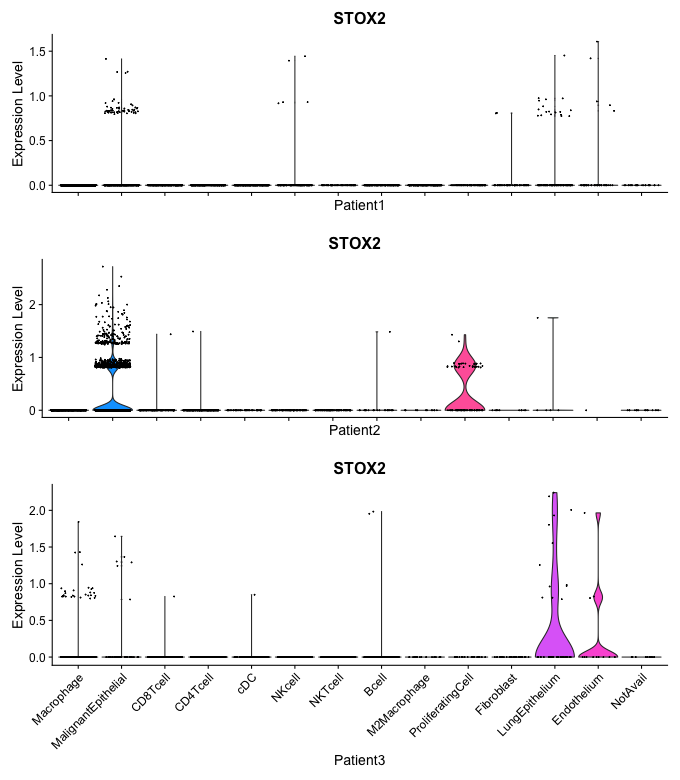 STOX2
Expression Level
1.5
1.0
0.5
0.0
Patient1
STOX2
Expression Level
2
1
0
Patient2
STOX2
Expression Level
2.0
1.5
1.0
0.5
0.0
Macrophage
MalignantEpithelial
CD8Tcell
CD4Tcell
cDC
NKcell
NKTcell
Bcell
M2Macrophage
ProliferatingCell
Fibroblast
LungEpithelium
Endothelium
NotAvail
Patient3